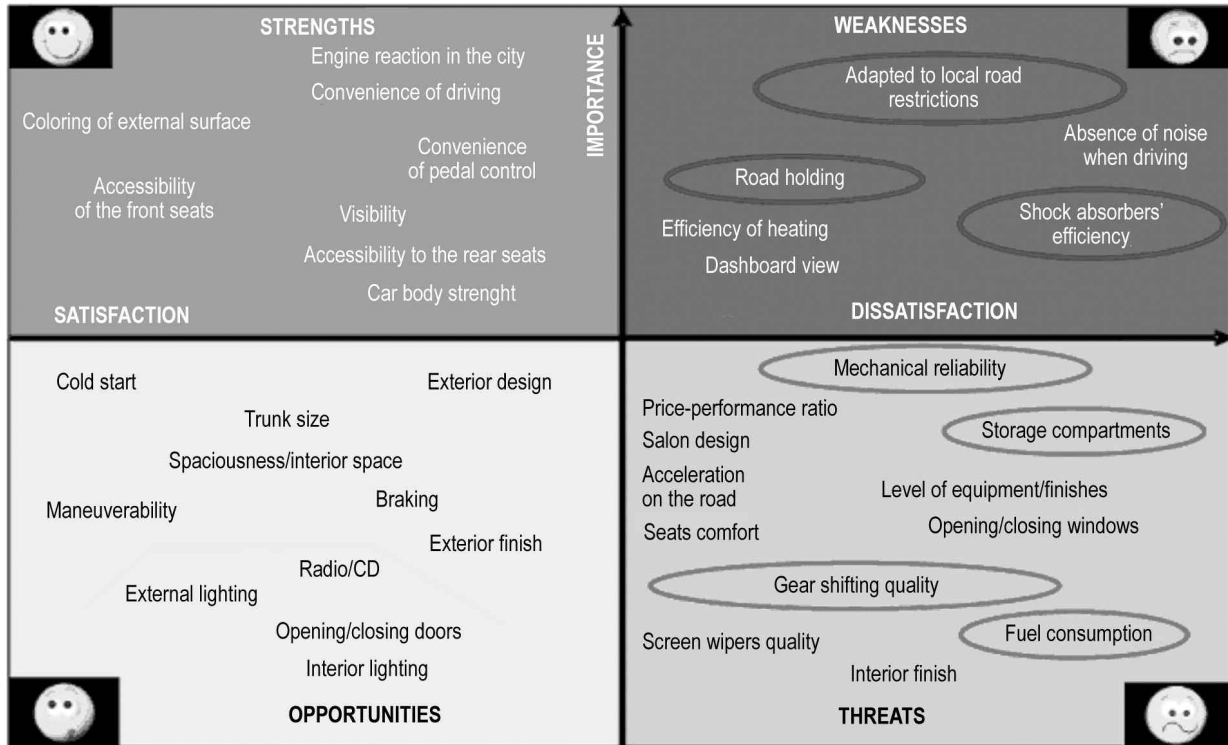 STRENGTHS
Engine reaction in the city
Convenience of driving
Coloring of external surface
Convenience
of pedal control
Accessibility
of the front seats
Visibility
Accessibility to the rear seats
Car body strenght
SATISFACTION
IMPORTANCE
WEAKNESSES
Adapted to local road
restrictions
Absence of noise
when driving
Road holding
Shock absorbers'
efficiency
Efficiency of heating
Dashboard view
DISSATISFACTION
Cold start
Exterior design
Trunk size
Spaciousness/interior space
Braking
Maneuverability
Exterior finish
Radio/CD
External lighting
Opening/closing doors
Interior lighting
OPPORTUNITIES
Mechanical reliability
Price-performance ratio
Storage compartments
Salon design
Acceleration
on the road
Level of equipment/finishes
Opening/closing windows
Seats comfort
Gear shifting quality
Fuel consumption
Screen wipers quality
Interior finish
THREATS